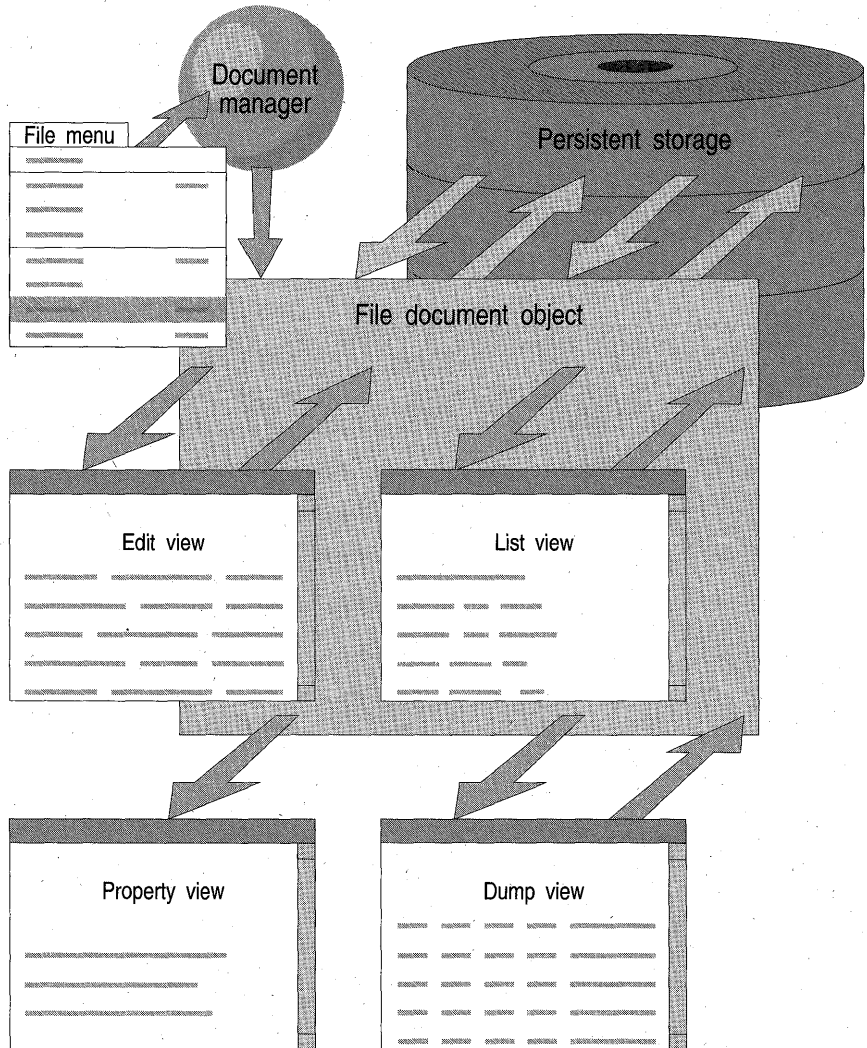 Document
manager
File menu
Persistent storage
File document object
Edit view
List view
Property view
Dump view